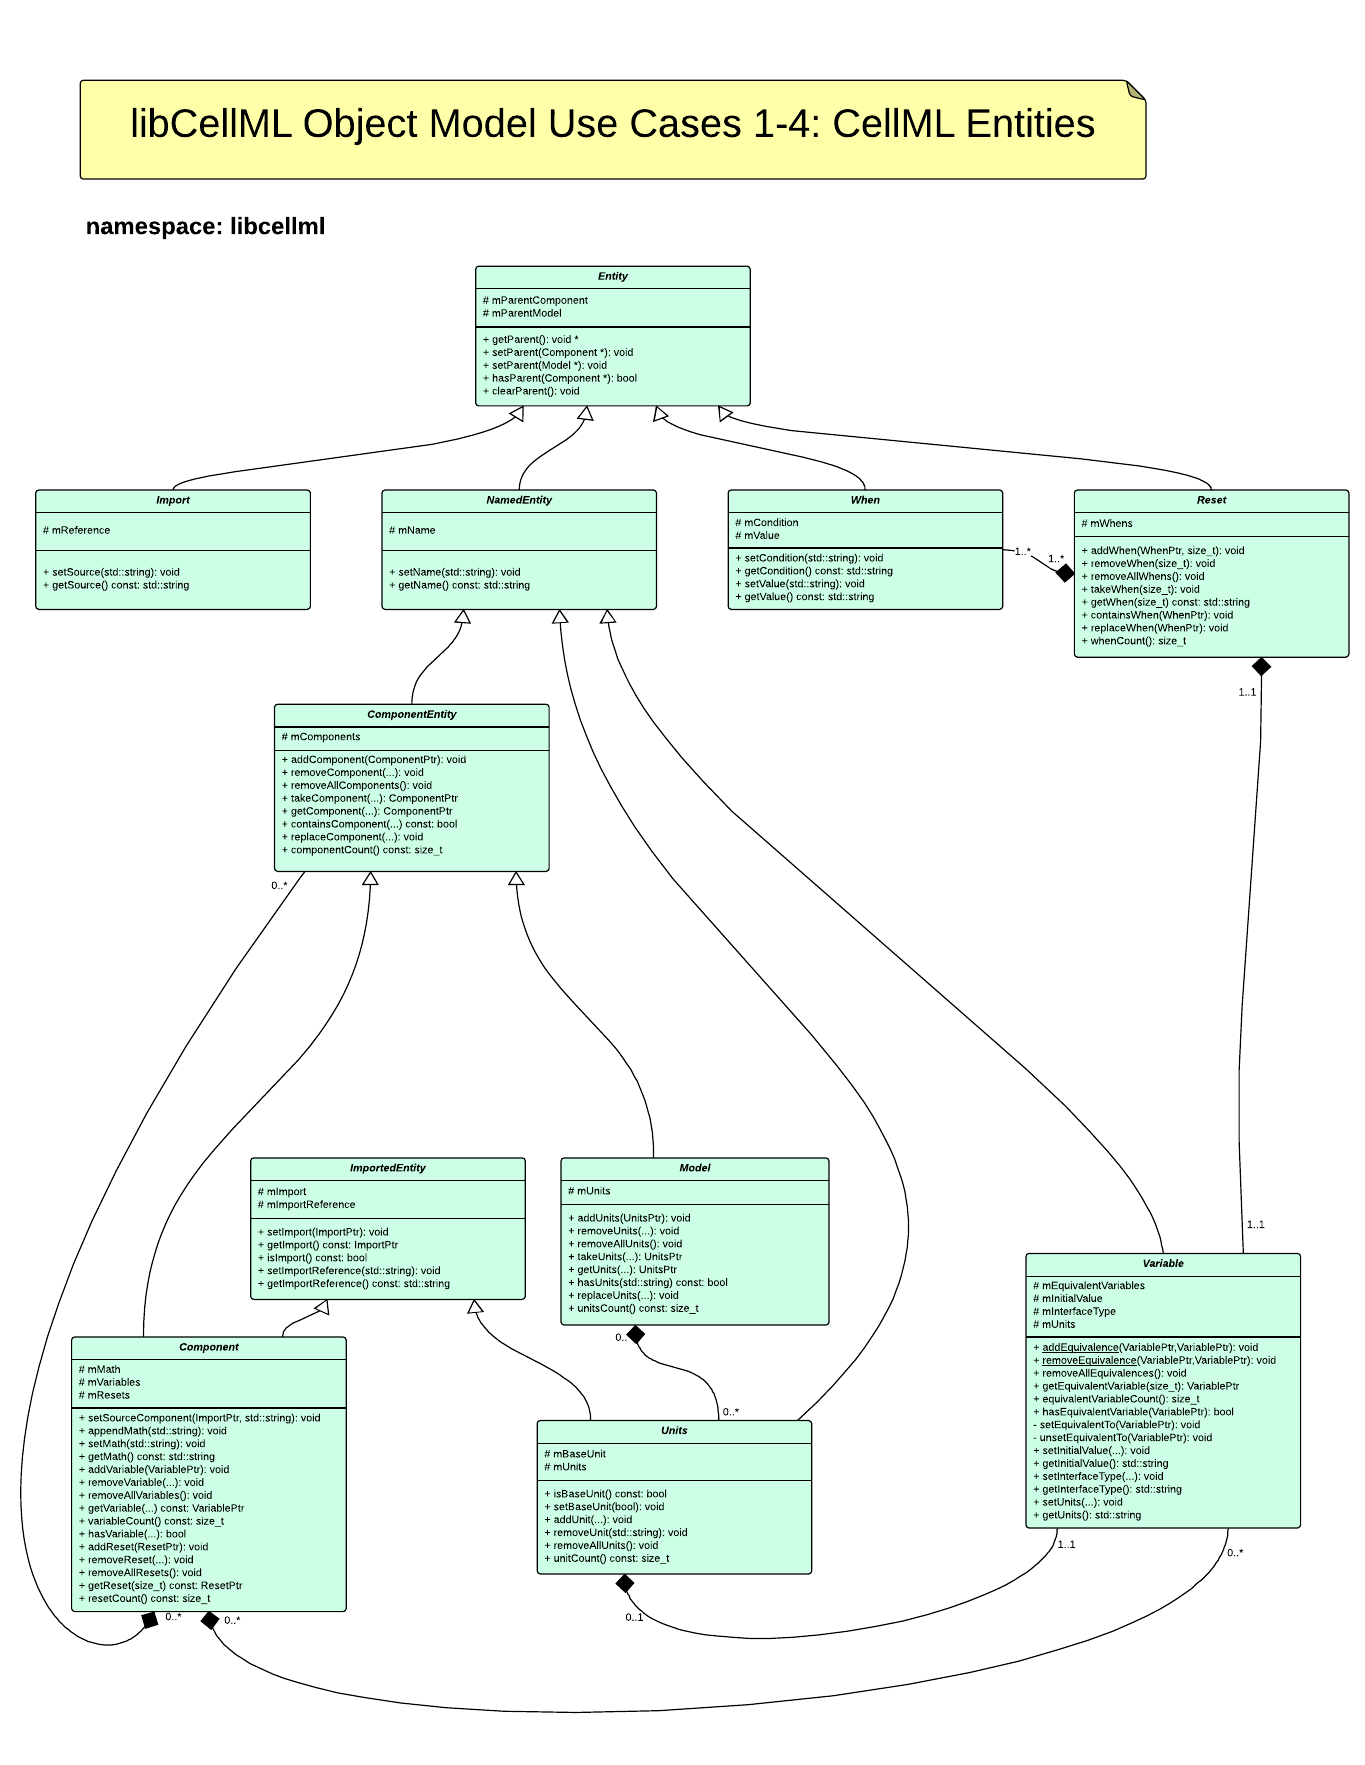 libCellML Object Model Use Cases 1-4: CellML Entities
namespace: libcellml
Entity
# mParentComponent
# mParentModel
+ getParent(): void *
+ setParent(Component *): void
+ setParent(Model *): void
+ hasParent(Component *): bool
+ clearParent(): void
Import
# mReference
+ setSource(std::string): void
+ getSource() const: std::string
NamedEntity
# mName
+ setName(std::string): void
+ getName() const: std::string
When
# mCondition
# mValue
+ setCondition(std::string): void
+ getCondition() const: std::string
+ setValue(std::string): void
+ getValue() const: std::string
1..*
1..*
Reset
# mWhens
+ addWhen(WhenPtr, size_t): void
+ removeWhen(size_t): void
+ removeAllWhens(): void
+ takeWhen(size_t): void
+ getWhen(size_t) const: std::string
+ containsWhen(WhenPtr): void
+ replaceWhen(WhenPtr): void
+ whenCount(): size_t
1..1
ComponentEntity
# mComponents
+ addComponent(ComponentPtr): void
+ removeComponent(...): void
+ removeAllComponents(): void
+ takeComponent(...): ComponentPtr
+ getComponent(...): ComponentPtr
+ containsComponent(...) const: bool
+ replaceComponent(...): void
+ componentCount() const: size_t
0..*
ImportedEntity
# mImport
# mImportReference
+ setImport(ImportPtr): void
+ getImport() const: ImportPtr
+ isImport() const: bool
+ setImportReference(std::string): void
+ getImportReference() const: std::string
Model
# mUnits
+ addUnits(UnitsPtr): void
+ removeUnits(...): void
+ removeAllUnits(): void
+ takeUnits(...): UnitsPtr
+ getUnits(...): UnitsPtr
+ hasUnits(std::string) const: bool
+ replaceUnits(...): void
+ unitsCount() const: size_t
0..
0..*
1..1
Variable
# mEquivalentVariables
# mInitialValue
# mInterfaceType
# mUnits
+ addEquivalence(VariablePtr,VariablePtr): void
+ removeEquivalence(VariablePtr,VariablePtr): void
+ removeAllEquivalences(): void
+ getEquivalentVariable(size_t): VariablePtr
+ equivalentVariableCount(): size_t
+ hasEquivalentVariable(VariablePtr): bool
- setEquivalentTo(VariablePtr): void
- unsetEquivalentTo(VariablePtr): void
+ setInitialValue(...): void
+ getInitialValue(): std::string
+ setInterfaceType(...): void
+ getInterfaceType(): std::string
+ setUnits(...): void
+ getUnits(): std::string
1..1
0..*
Component
# mMath
# mVariables
# mResets
+ setSourceComponent(ImportPtr, std::string): void
+ appendMath(std::string): void
+ setMath(std::string): void
+ getMath() const: std::string
+ addVariable(VariablePtr): void
+ removeVariable(...): void
+ removeAllVariables(): void
+ getVariable(...) const: VariablePtr
+ variableCount() const: size_t
+ hasVariable(...): bool
+ addReset(ResetPtr): void
+ removeReset(...): void
+ removeAllResets(): void
+ getReset(size_t) const: ResetPtr
+ resetCount() const: size_t
0..*
0..*
Units
# mBaseUnit
# mUnits
+ isBaseUnit() const: bool
+ setBaseUnit(bool): void
+ addUnit(...): void
+ removeUnit(std::string): void
+ removeAllUnits(): void
+ unitCount() const: size_t
0..1